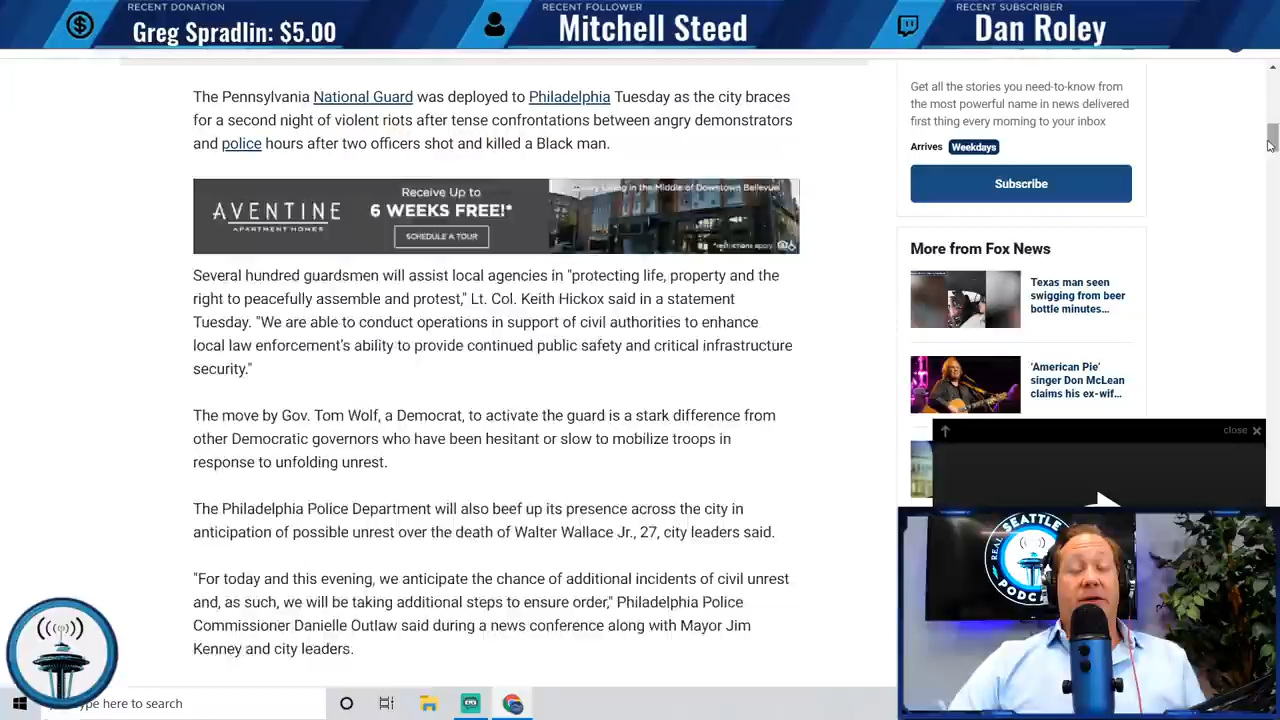 RECENT DONATION
Greg Spradlin: $5.00
RECENT FOLLOWER
Mitchell Steed
RECENT SUBSCRIBER
Dan Roley
The Pennsylvania National Guard was deployed to Philadelphia Tuesday as the city braces
for a second night of violent riots after tense confrontations between angry demonstrators
and police hours after two officers shot and killed a Black man.
AVENTINE
APARTMENT HOMES
Receive Up to
6 WEEKS FREE!*
SCHEDULE A TOUR
Living in the Middle of Downtown Bellevue
Several hundred guardsmen will assist local agencies in "protecting life, property and the
right to peacefully assemble and protest," Lt. Col. Keith Hickox said in a statement
Tuesday. "We are able to conduct operations in support of civil authorities to enhance
local law enforcement's ability to provide continued public safety and critical infrastructure
security."
The move by Gov. Tom Wolf, a Democrat, to activate the guard is a stark difference from
other Democratic governors who have been hesitant or slow to mobilize troops in
response to unfolding unrest.
The Philadelphia Police Department will also beef up its presence across the city in
anticipation of possible unrest over the death of Walter Wallace Jr., 27, city leaders said.
"For today and this evening, we anticipate the chance of additional incidents of civil unrest
and, as such, we will be taking additional steps to ensure order," Philadelphia Police
Commissioner Danielle Outlaw said during a news conference along with Mayor Jim
Kenney and city leaders.
Get all the stories you need-to-know from
the most powerful name in news delivered
first thing every morning to your inbox
Arrives Weekdays
Subscribe
More from Fox News
Texas man seen
swigging from beer
bottle minutes...
'American Pie'
singer Don McLean
claims his ex-wif...
close
REAL SEATTLE
ype here to search